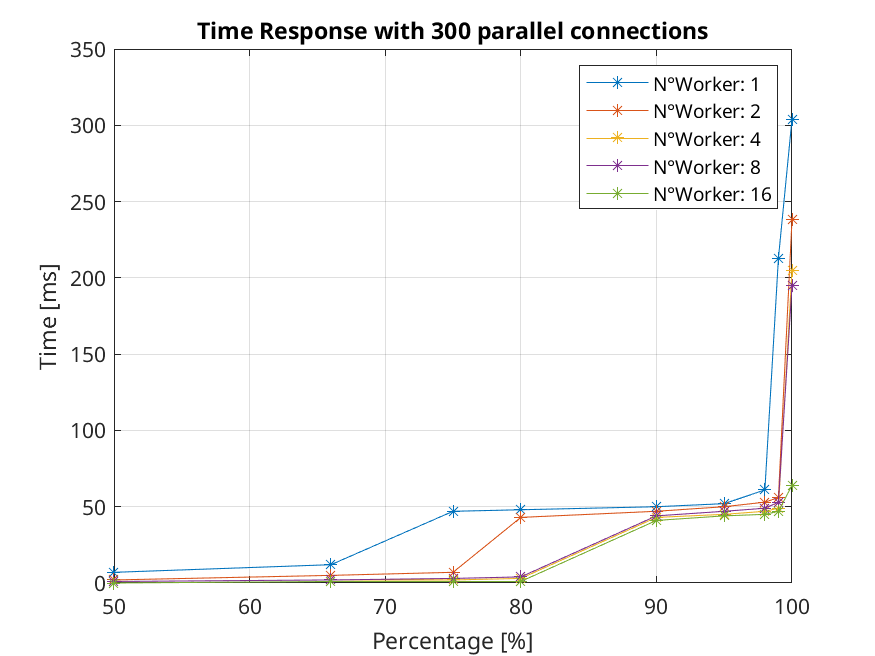 Time Response with 300 parallel connections
350
300
250
200
150
100
50
0
Time [ms]
N°Worker: 1
N°Worker: 2
N°Worker: 4
N°Worker: 8
N°Worker: 16
50 60 70 80 90 100
Percentage [%]